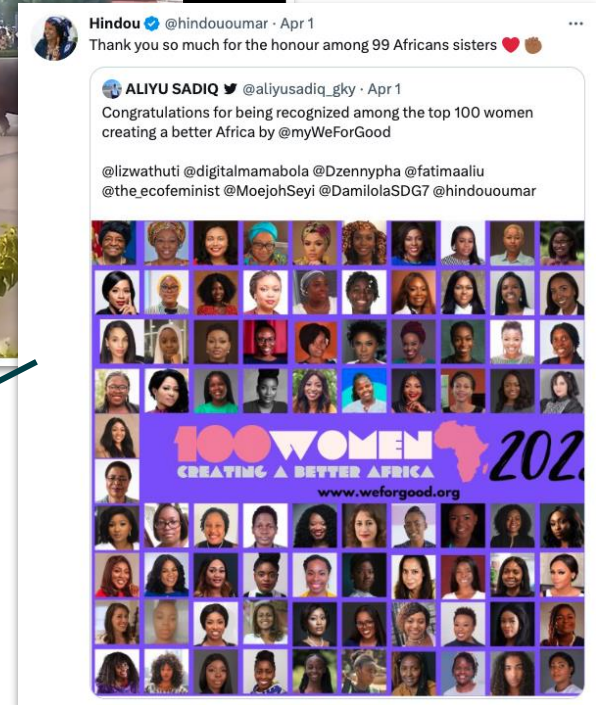 Hindou @hindououmar · Apr 1
Thank you so much for the honour among 99 Africans sisters ❤️ ✊🏾
ALIYU SADIQ @aliyusadiq_gky · Apr 1
Congratulations for being recognized among the top 100 women
creating a better Africa by @myWeForGood
@lizwathuti @digitalmamabola @Dzennypha @fatimaaliu
@the_ecofeminist @MoejohSeyi @DamilolaSDG7 @hindououmar
100WOMEN
CREATING A BETTER AFRICA
202
www.weforgood.org